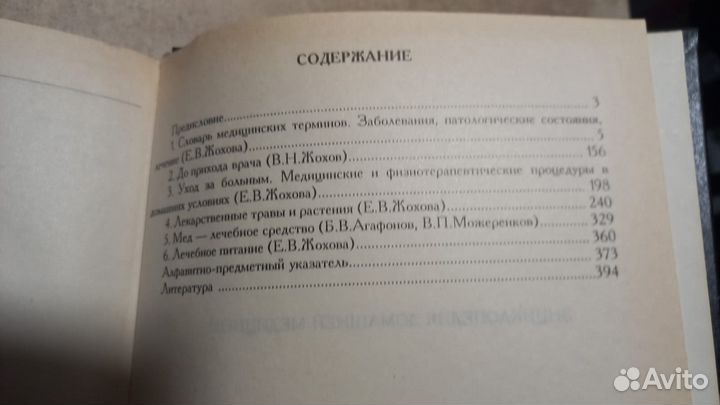 СОДЕРЖАНИЕ
Предисловие 3
1. Словарь медицинских терминов. Заболевания, патологические состояния,
лечение (Е.В.Жохова) 5
2. До прихода врача (В.Н.Жохов) 156
3. Уход за больным. Медицинские и физиотерапевтические процедуры в
домашних условиях (Е.В.Жохова) 198
4. Лекарственные травы и растения (Е.В.Жохова) 240
5. Мед — лечебное средство (Б.В.Агафонов, В.П.Можеренков) 329
6. Лечебное питание (Е.В.Жохова) 360
Алфавитно-предметный указатель 373
Литература 394
Avito